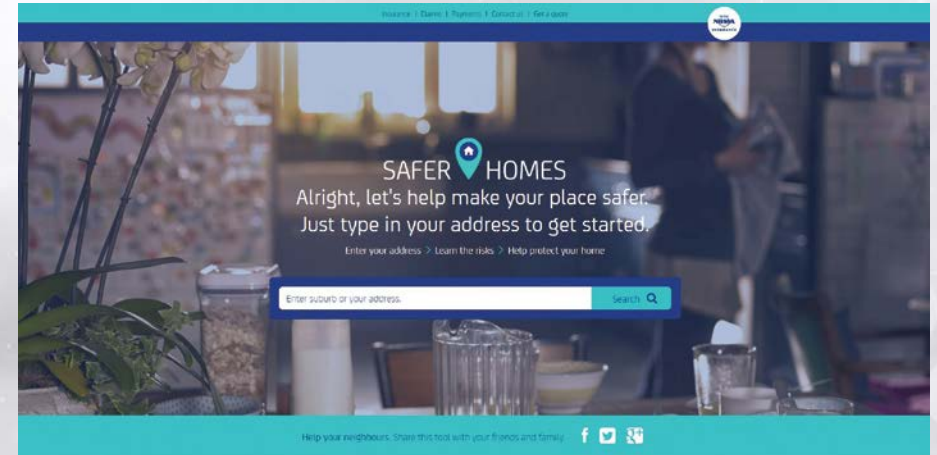 Insurance | Claims | Payments | Contact us | Get a quote
NRMA
INSURANCE
SAFER HOMES
Alright, let's help make your place safer.
Just type in your address to get started.
Enter your address > Learn the risks > Help protect your home
Enter suburb or your address.
Search
Help your neighbours. Share this tool with your friends and family
f
g+